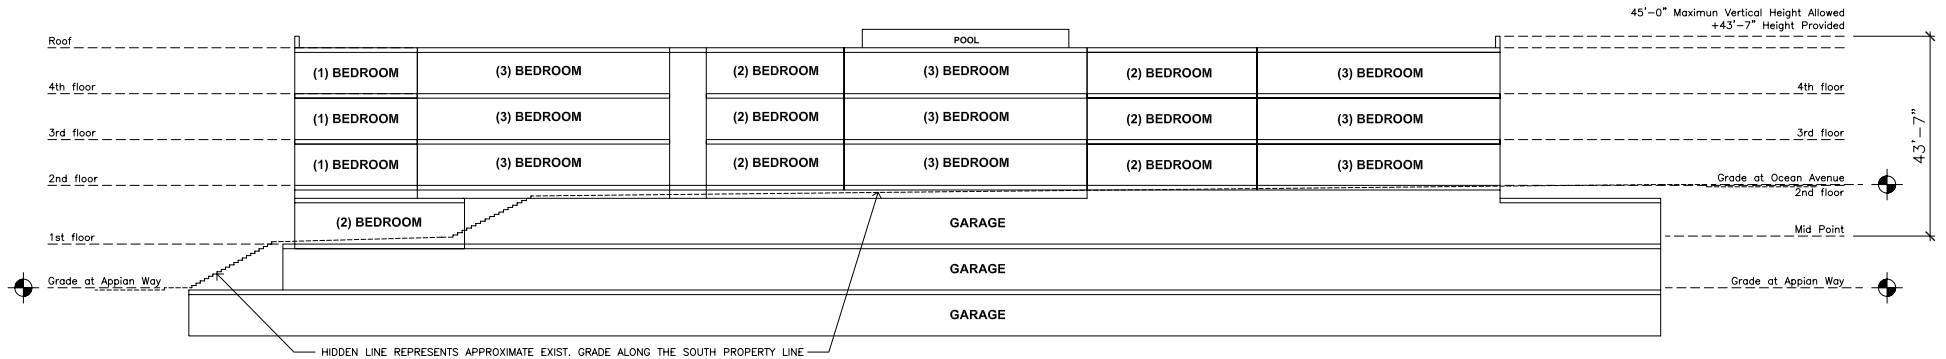 45'-0" Maximun Vertical Height Allowed
+43'-7" Height Provided
Roof
POOL
(1) BEDROOM
(3) BEDROOM
(2) BEDROOM
(3) BEDROOM
(2) BEDROOM
(3) BEDROOM
4th floor
4th floor
(1) BEDROOM
(3) BEDROOM
(2) BEDROOM
(3) BEDROOM
(2) BEDROOM
(3) BEDROOM
3rd floor
3rd floor
43'-7"
(1) BEDROOM
(3) BEDROOM
(2) BEDROOM
(3) BEDROOM
(2) BEDROOM
(3) BEDROOM
2nd floor
Grade at Ocean Avenue
2nd floor
(2) BEDROOM
GARAGE
1st floor
Mid Point
GARAGE
Grade at Appian Way
Grade at Appian Way
GARAGE
HIDDEN LINE REPRESENTS APPROXIMATE EXIST. GRADE ALONG THE SOUTH PROPERTY LINE